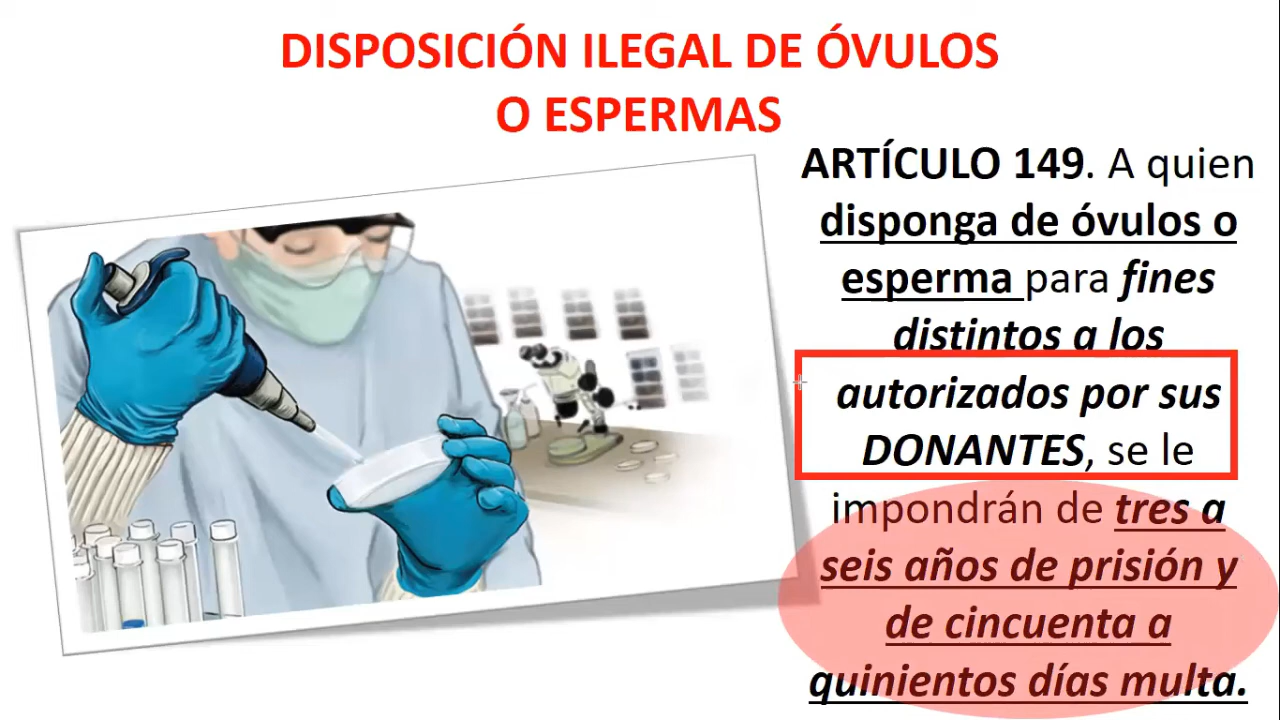 DISPOSICIÓN ILEGAL DE ÓVULOS
O ESPERMAS
ARTÍCULO 149. A quien
disponga de óvulos o
esperma para fines
distintos a los
autorizados por sus
DONANTES, se le
impondrán de tres a
seis años de prisión y
de cincuenta a
quinientos días multa.